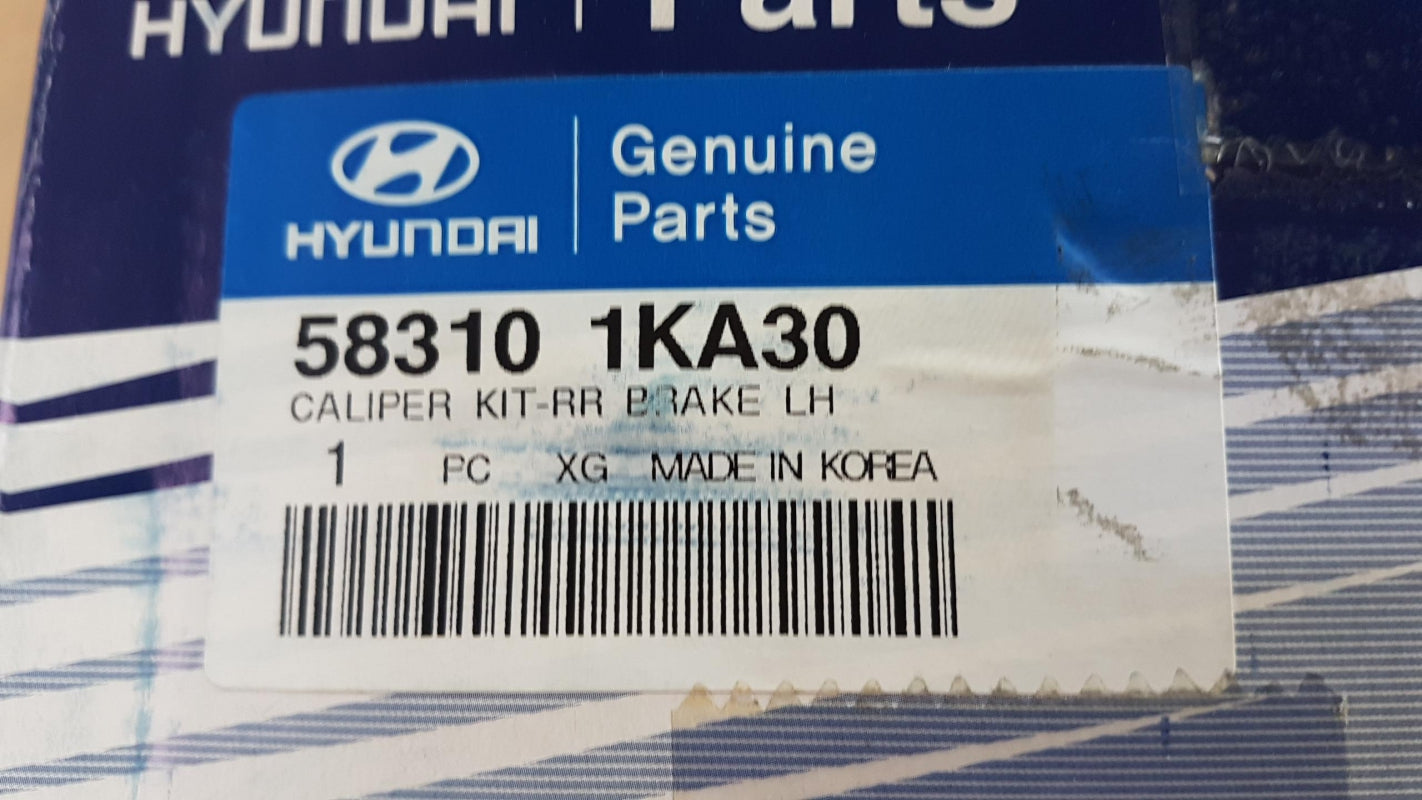 HYUNDAI | Parts
HYUNDAI
Genuine
Parts
58310 1KA30
CALIPER KIT-RR BRAKE LH
1 PC XG MADE IN KOREA